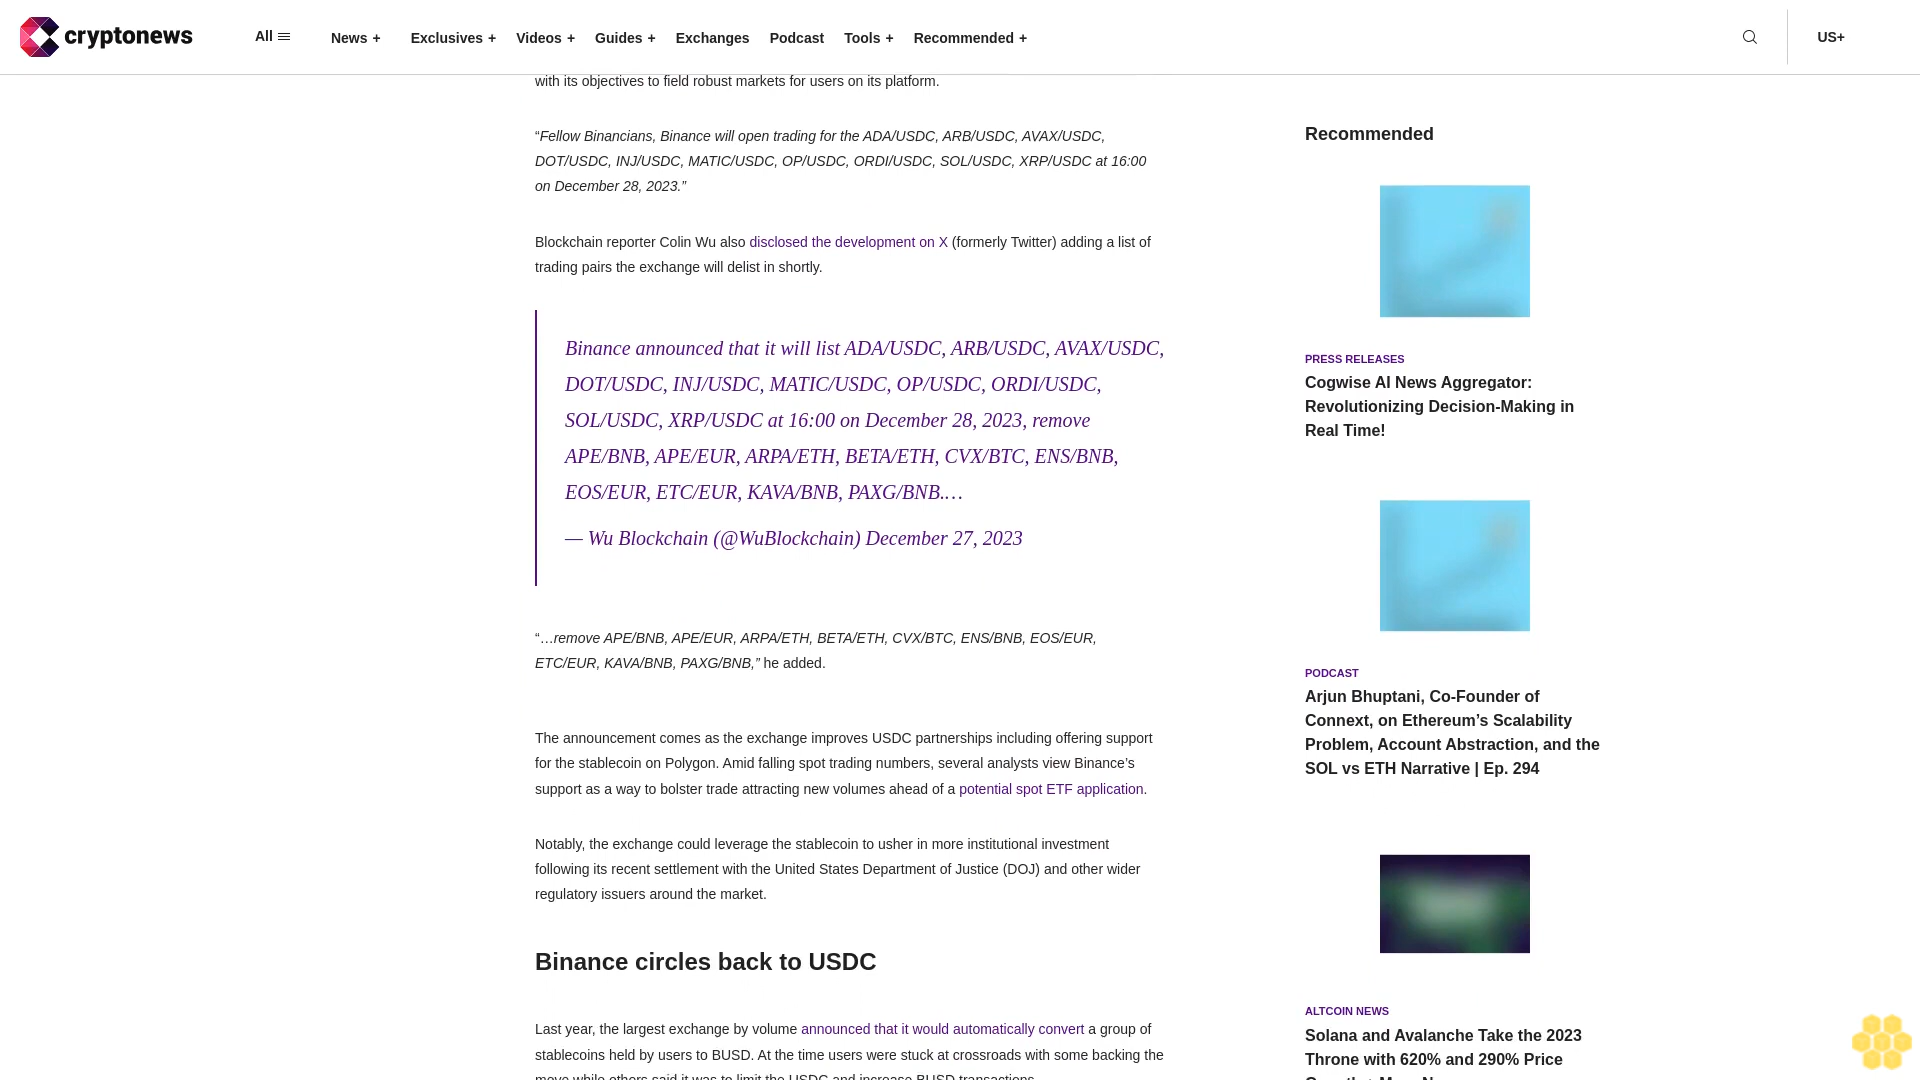 cryptonews
All
News +
Exclusives +
Videos +
Guides +
Exchanges
Podcast
Tools +
Recommended +
US+
with its objectives to field robust markets for users on its platform.
“Fellow Binancians, Binance will open trading for the ADA/USDC, ARB/USDC, AVAX/USDC,
DOT/USDC, INJ/USDC, MATIC/USDC, OP/USDC, ORDI/USDC, SOL/USDC, XRP/USDC at 16:00
on December 28, 2023.”
Blockchain reporter Colin Wu also disclosed the development on X (formerly Twitter) adding a list of
trading pairs the exchange will delist in shortly.
Binance announced that it will list ADA/USDC, ARB/USDC, AVAX/USDC,
DOT/USDC, INJ/USDC, MATIC/USDC, OP/USDC, ORDI/USDC,
SOL/USDC, XRP/USDC at 16:00 on December 28, 2023, remove
APE/BNB, APE/EUR, ARPA/ETH, BETA/ETH, CVX/BTC, ENS/BNB,
EOS/EUR, ETC/EUR, KAVA/BNB, PAXG/BNB.…
— Wu Blockchain (@WuBlockchain) December 27, 2023
“…remove APE/BNB, APE/EUR, ARPA/ETH, BETA/ETH, CVX/BTC, ENS/BNB, EOS/EUR,
ETC/EUR, KAVA/BNB, PAXG/BNB,” he added.
The announcement comes as the exchange improves USDC partnerships including offering support
for the stablecoin on Polygon. Amid falling spot trading numbers, several analysts view Binance’s
support as a way to bolster trade attracting new volumes ahead of a potential spot ETF application.
Notably, the exchange could leverage the stablecoin to usher in more institutional investment
following its recent settlement with the United States Department of Justice (DOJ) and other wider
regulatory issuers around the market.
Binance circles back to USDC
Last year, the largest exchange by volume announced that it would automatically convert a group of
stablecoins held by users to BUSD. At the time users were stuck at crossroads with some backing the
move while others said it was to limit the USDC and increase BUSD transactions.
Recommended
PRESS RELEASES
Cogwise AI News Aggregator:
Revolutionizing Decision-Making in
Real Time!
PODCAST
Arjun Bhuptani, Co-Founder of
Connext, on Ethereum’s Scalability
Problem, Account Abstraction, and the
SOL vs ETH Narrative | Ep. 294
ALTCOIN NEWS
Solana and Avalanche Take the 2023
Throne with 620% and 290% Price